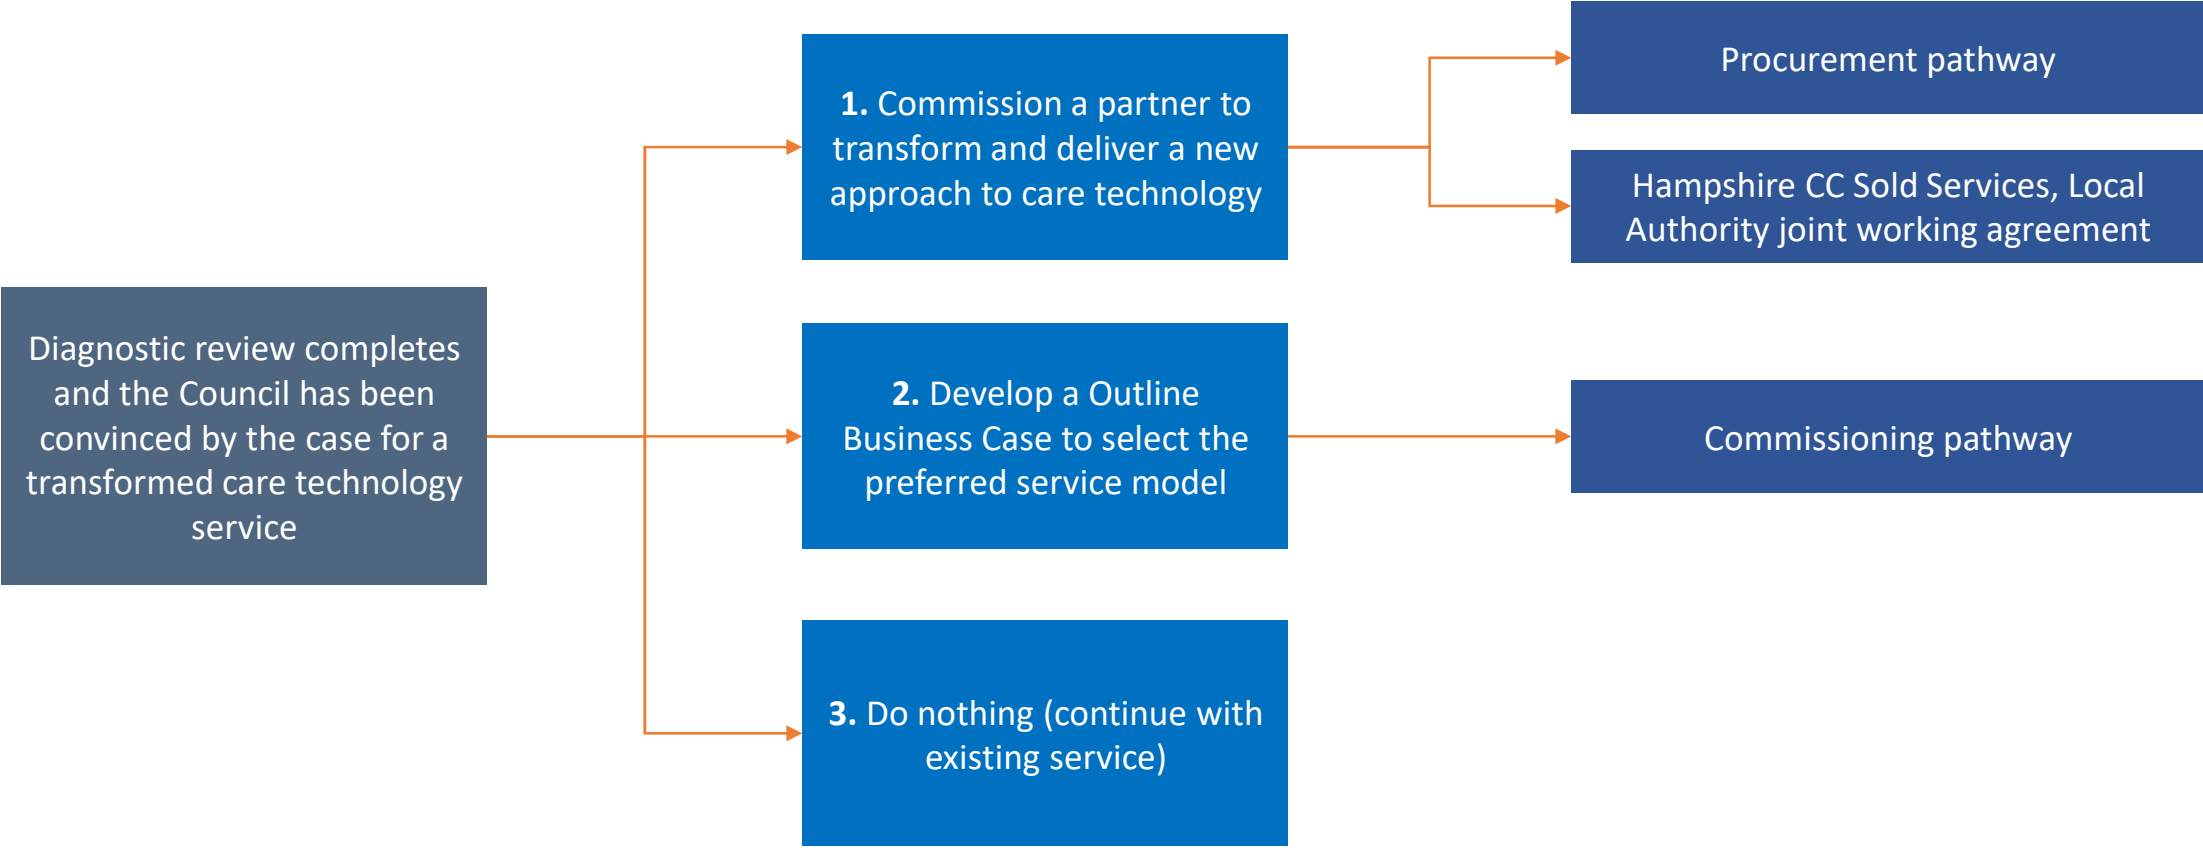 Diagnostic review completes
and the Council has been
convinced by the case for a
transformed care technology
service
1. Commission a partner to
transform and deliver a new
approach to care technology
Procurement pathway
Hampshire CC Sold Services, Local
Authority joint working agreement
2. Develop a Outline
Business Case to select the
preferred service model
Commissioning pathway
3. Do nothing (continue with
existing service)